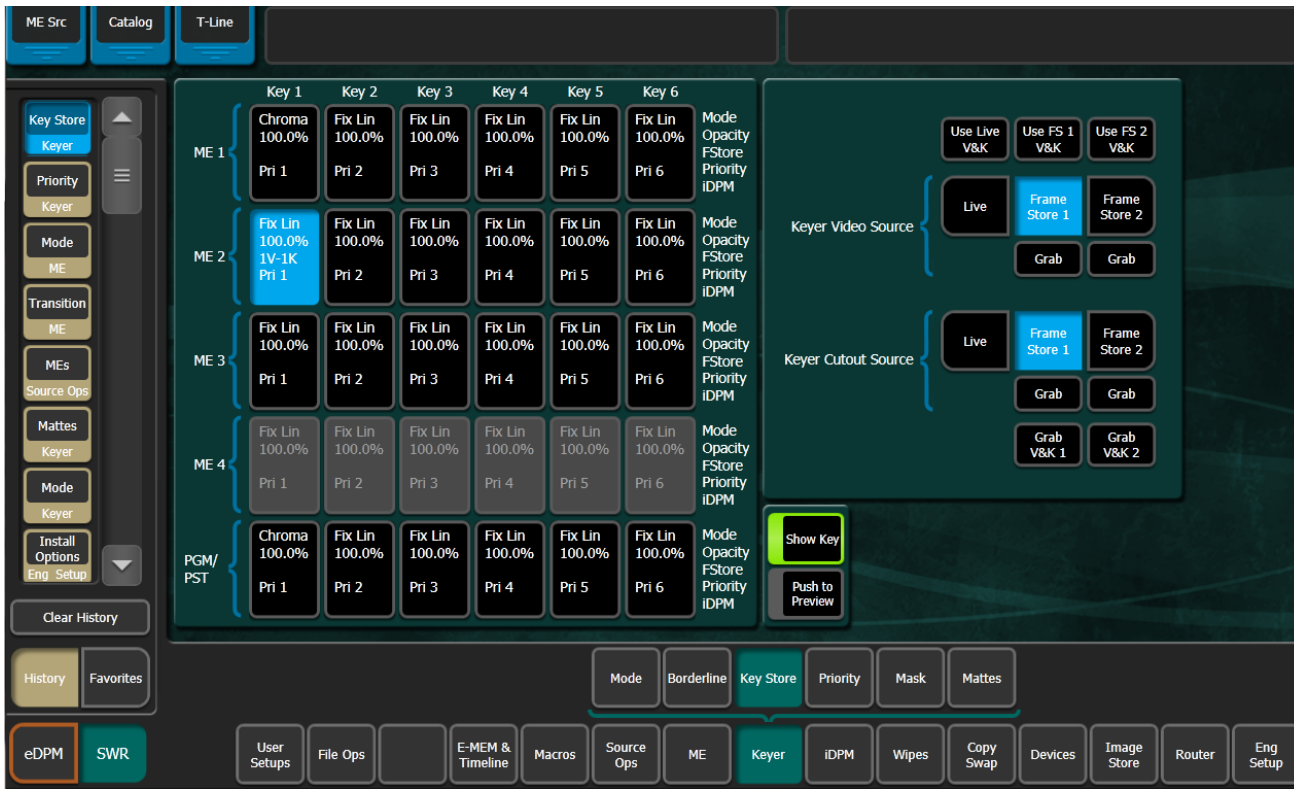 ME Src
Catalog
T-Line
Key Store
Keyer
Priority
Keyer
Mode
ME
Transition
ME
MEs
Source Ops
Mattes
Keyer
Mode
Keyer
Install
Options
Eng Setup
Clear History
History
Favorites
eDPM
SWR
Key 1 Key 2 Key 3 Key 4 Key 5 Key 6
ME 1
Chroma Fix Lin Fix Lin Fix Lin Fix Lin Fix Lin Mode
100.0% 100.0% 100.0% 100.0% 100.0% 100.0% Opacity
FStore
Pri 1 Pri 2 Pri 3 Pri 4 Pri 5 Pri 6 Priority
iDPM
ME 2
Fix Lin Fix Lin Fix Lin Fix Lin Fix Lin Fix Lin Mode
100.0% 100.0% 100.0% 100.0% 100.0% 100.0% Opacity
1V-1K FStore
Pri 1 Pri 2 Pri 3 Pri 4 Pri 5 Pri 6 Priority
iDPM
ME 3
Fix Lin Fix Lin Fix Lin Fix Lin Fix Lin Fix Lin Mode
100.0% 100.0% 100.0% 100.0% 100.0% 100.0% Opacity
FStore
Pri 1 Pri 2 Pri 3 Pri 4 Pri 5 Pri 6 Priority
iDPM
ME 4
Fix Lin Fix Lin Fix Lin Fix Lin Fix Lin Fix Lin Mode
100.0% 100.0% 100.0% 100.0% 100.0% 100.0% Opacity
FStore
Pri 1 Pri 2 Pri 3 Pri 4 Pri 5 Pri 6 Priority
iDPM
PGM/
PST
Chroma Fix Lin Fix Lin Fix Lin Fix Lin Fix Lin Mode
100.0% 100.0% 100.0% 100.0% 100.0% 100.0% Opacity
FStore
Pri 1 Pri 2 Pri 3 Pri 4 Pri 5 Pri 6 Priority
iDPM
Use Live
V&K
Use FS 1
V&K
Use FS 2
V&K
Keyer Video Source
Live
Frame
Store 1
Frame
Store 2
Grab
Grab
Keyer Cutout Source
Live
Frame
Store 1
Frame
Store 2
Grab
Grab
Grab
V&K 1
Grab
V&K 2
Show Key
Push to
Preview
Mode
Borderline
Key Store
Priority
Mask
Mattes
User
Setups
File Ops
E-MEM &
Timeline
Macros
Source
Ops
ME
Keyer
iDPM
Wipes
Copy
Swap
Devices
Image
Store
Router
Eng
Setup